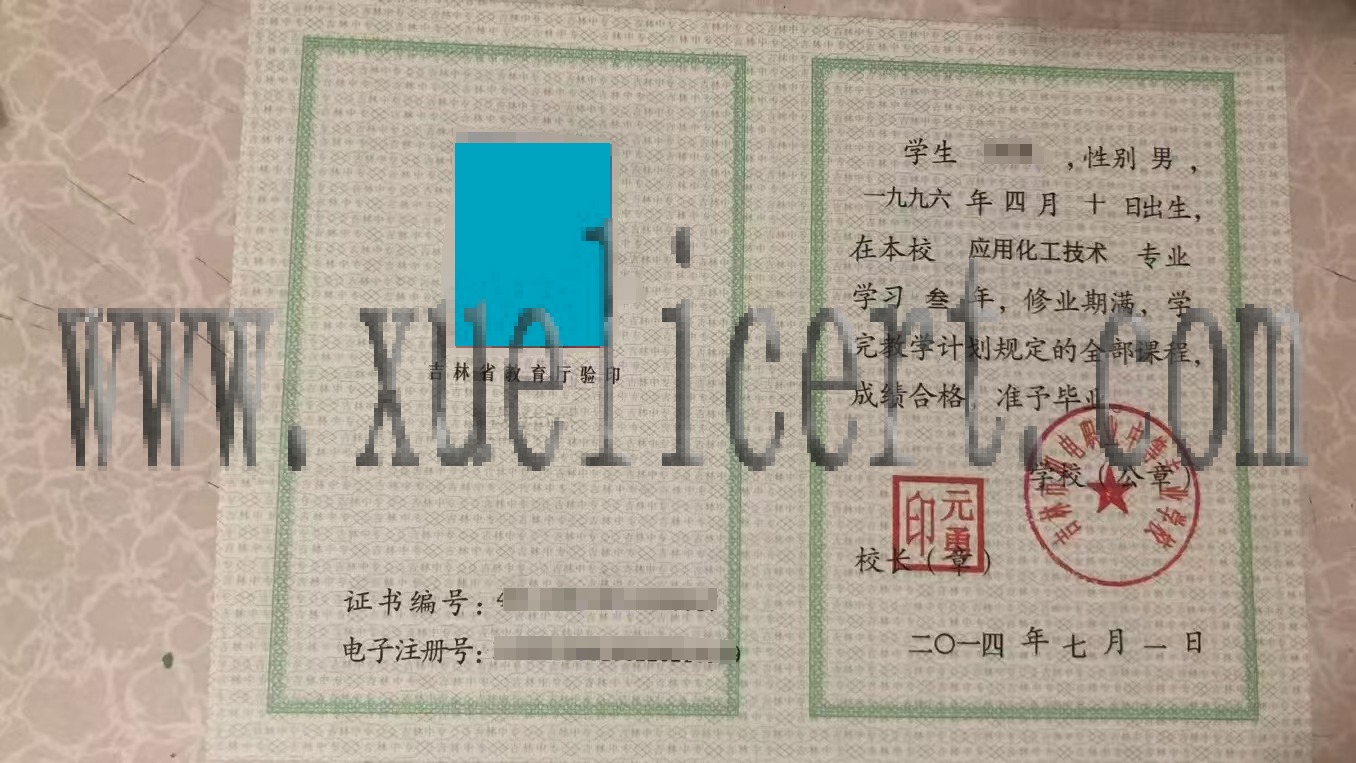 吉林省教育厅验印
证书编号:
电子注册号:
学生 ,性别 男 ,
一九九六 年 四 月 十 日出生,
在本校 应用化工技术 专业
学习 叁 年,修业期满,学
完教学计划规定的全部课程,
成绩合格,准予毕业
学校(公章)
元勇印
校长(章)
二〇一四 年 七 月 一 日
www.xuelicert.com